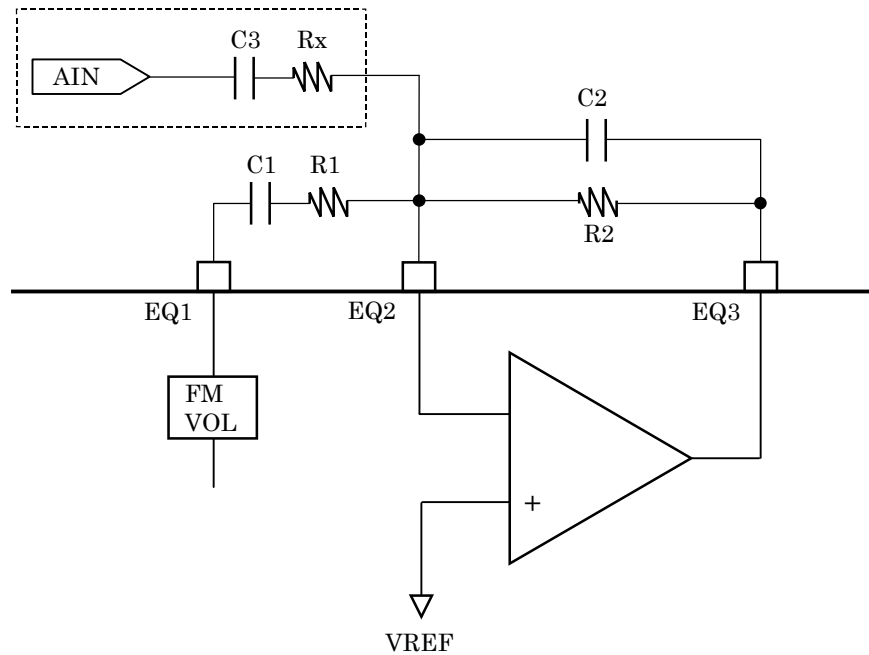 C3
Rx
AIN
C2
C1
R1
R2
EQ1
EQ2
EQ3
FM
VOL
+
VREF